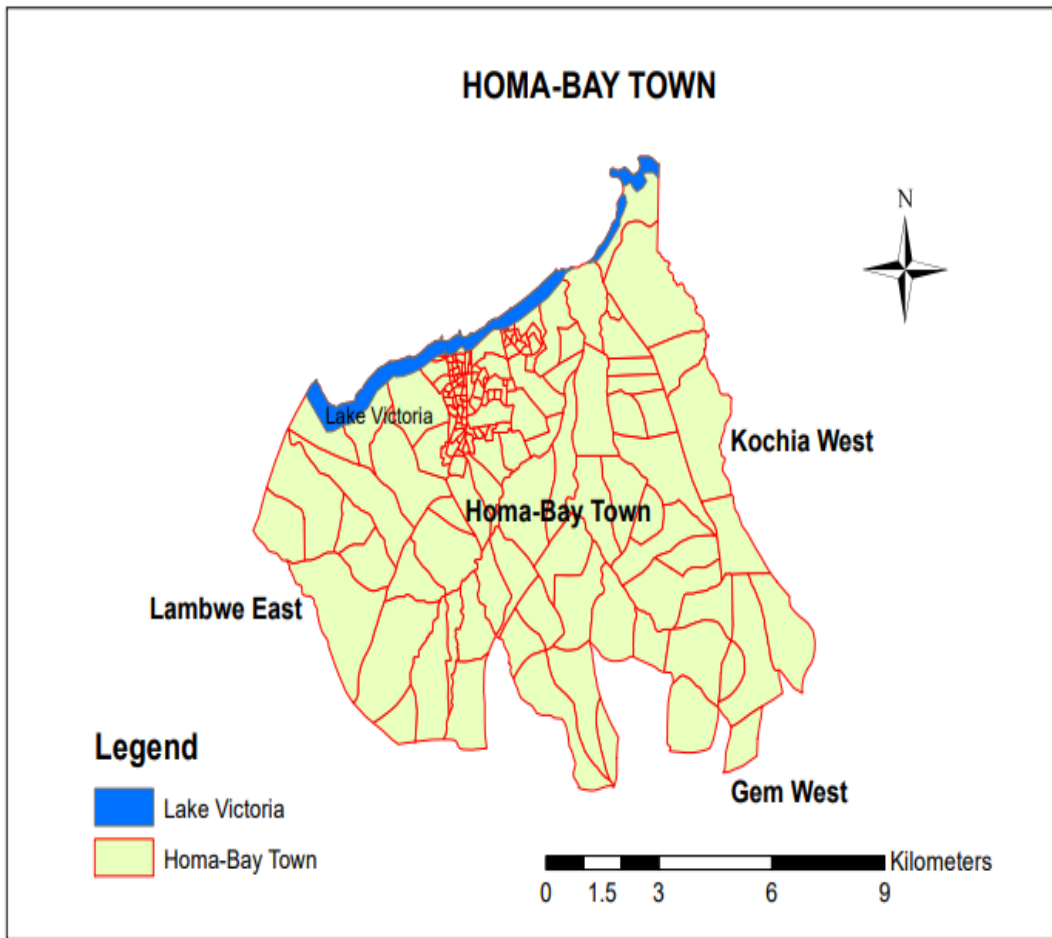 HOMA-BAY TOWN
N
Lake Victoria
Kochia West
Homa-Bay Town
Lambwe East
Legend
Lake Victoria
Homa-Bay Town
Gem West
Kilometers
0 1.5 3 6 9